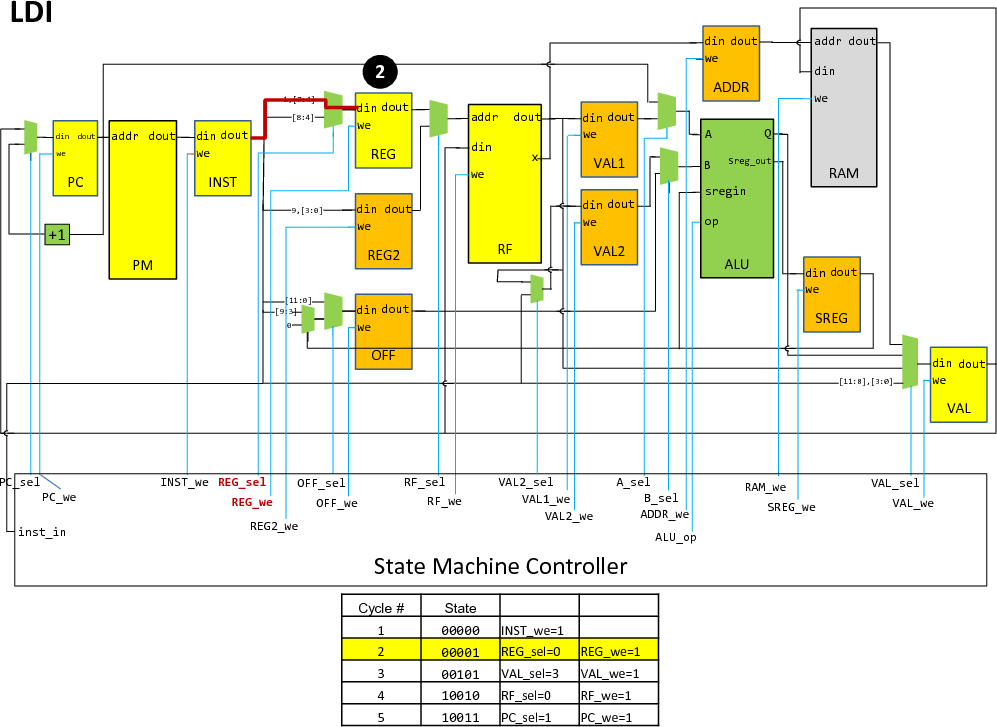 LDI
2
din dout
we
PC
addr dout
PM
din dout
we
INST
1,[7:4]
[8:4]
din dout
we
REG
9,[3:0]
din dout
we
REG2
[11:0]
0
din dout
we
OFF
+1
addr dout
din
x
we
RF
din dout
we
VAL1
din dout
we
VAL2
din dout
we
ADDR
A Q
B Sreg_out
sregin
op
ALU
addr dout
din
we
RAM
din dout
we
SREG
[11:8],[3:0]
din dout
we
VAL
PC_sel
PC_we
INST_we
REG_sel
REG_we
REG2_we
OFF_sel
OFF_we
RF_sel
RF_we
VAL2_sel
VAL1_we
VAL2_we
A_sel
B_sel
ADDR_we
ALU_op
RAM_we
SREG_we
VAL_sel
VAL_we
inst_in
State Machine Controller
Cycle # State
1 00000 INST_we=1
2 00001 REG_sel=0 REG_we=1
3 00101 VAL_sel=3 VAL_we=1
4 10010 RF_sel=0 RF_we=1
5 10011 PC_sel=1 PC_we=1